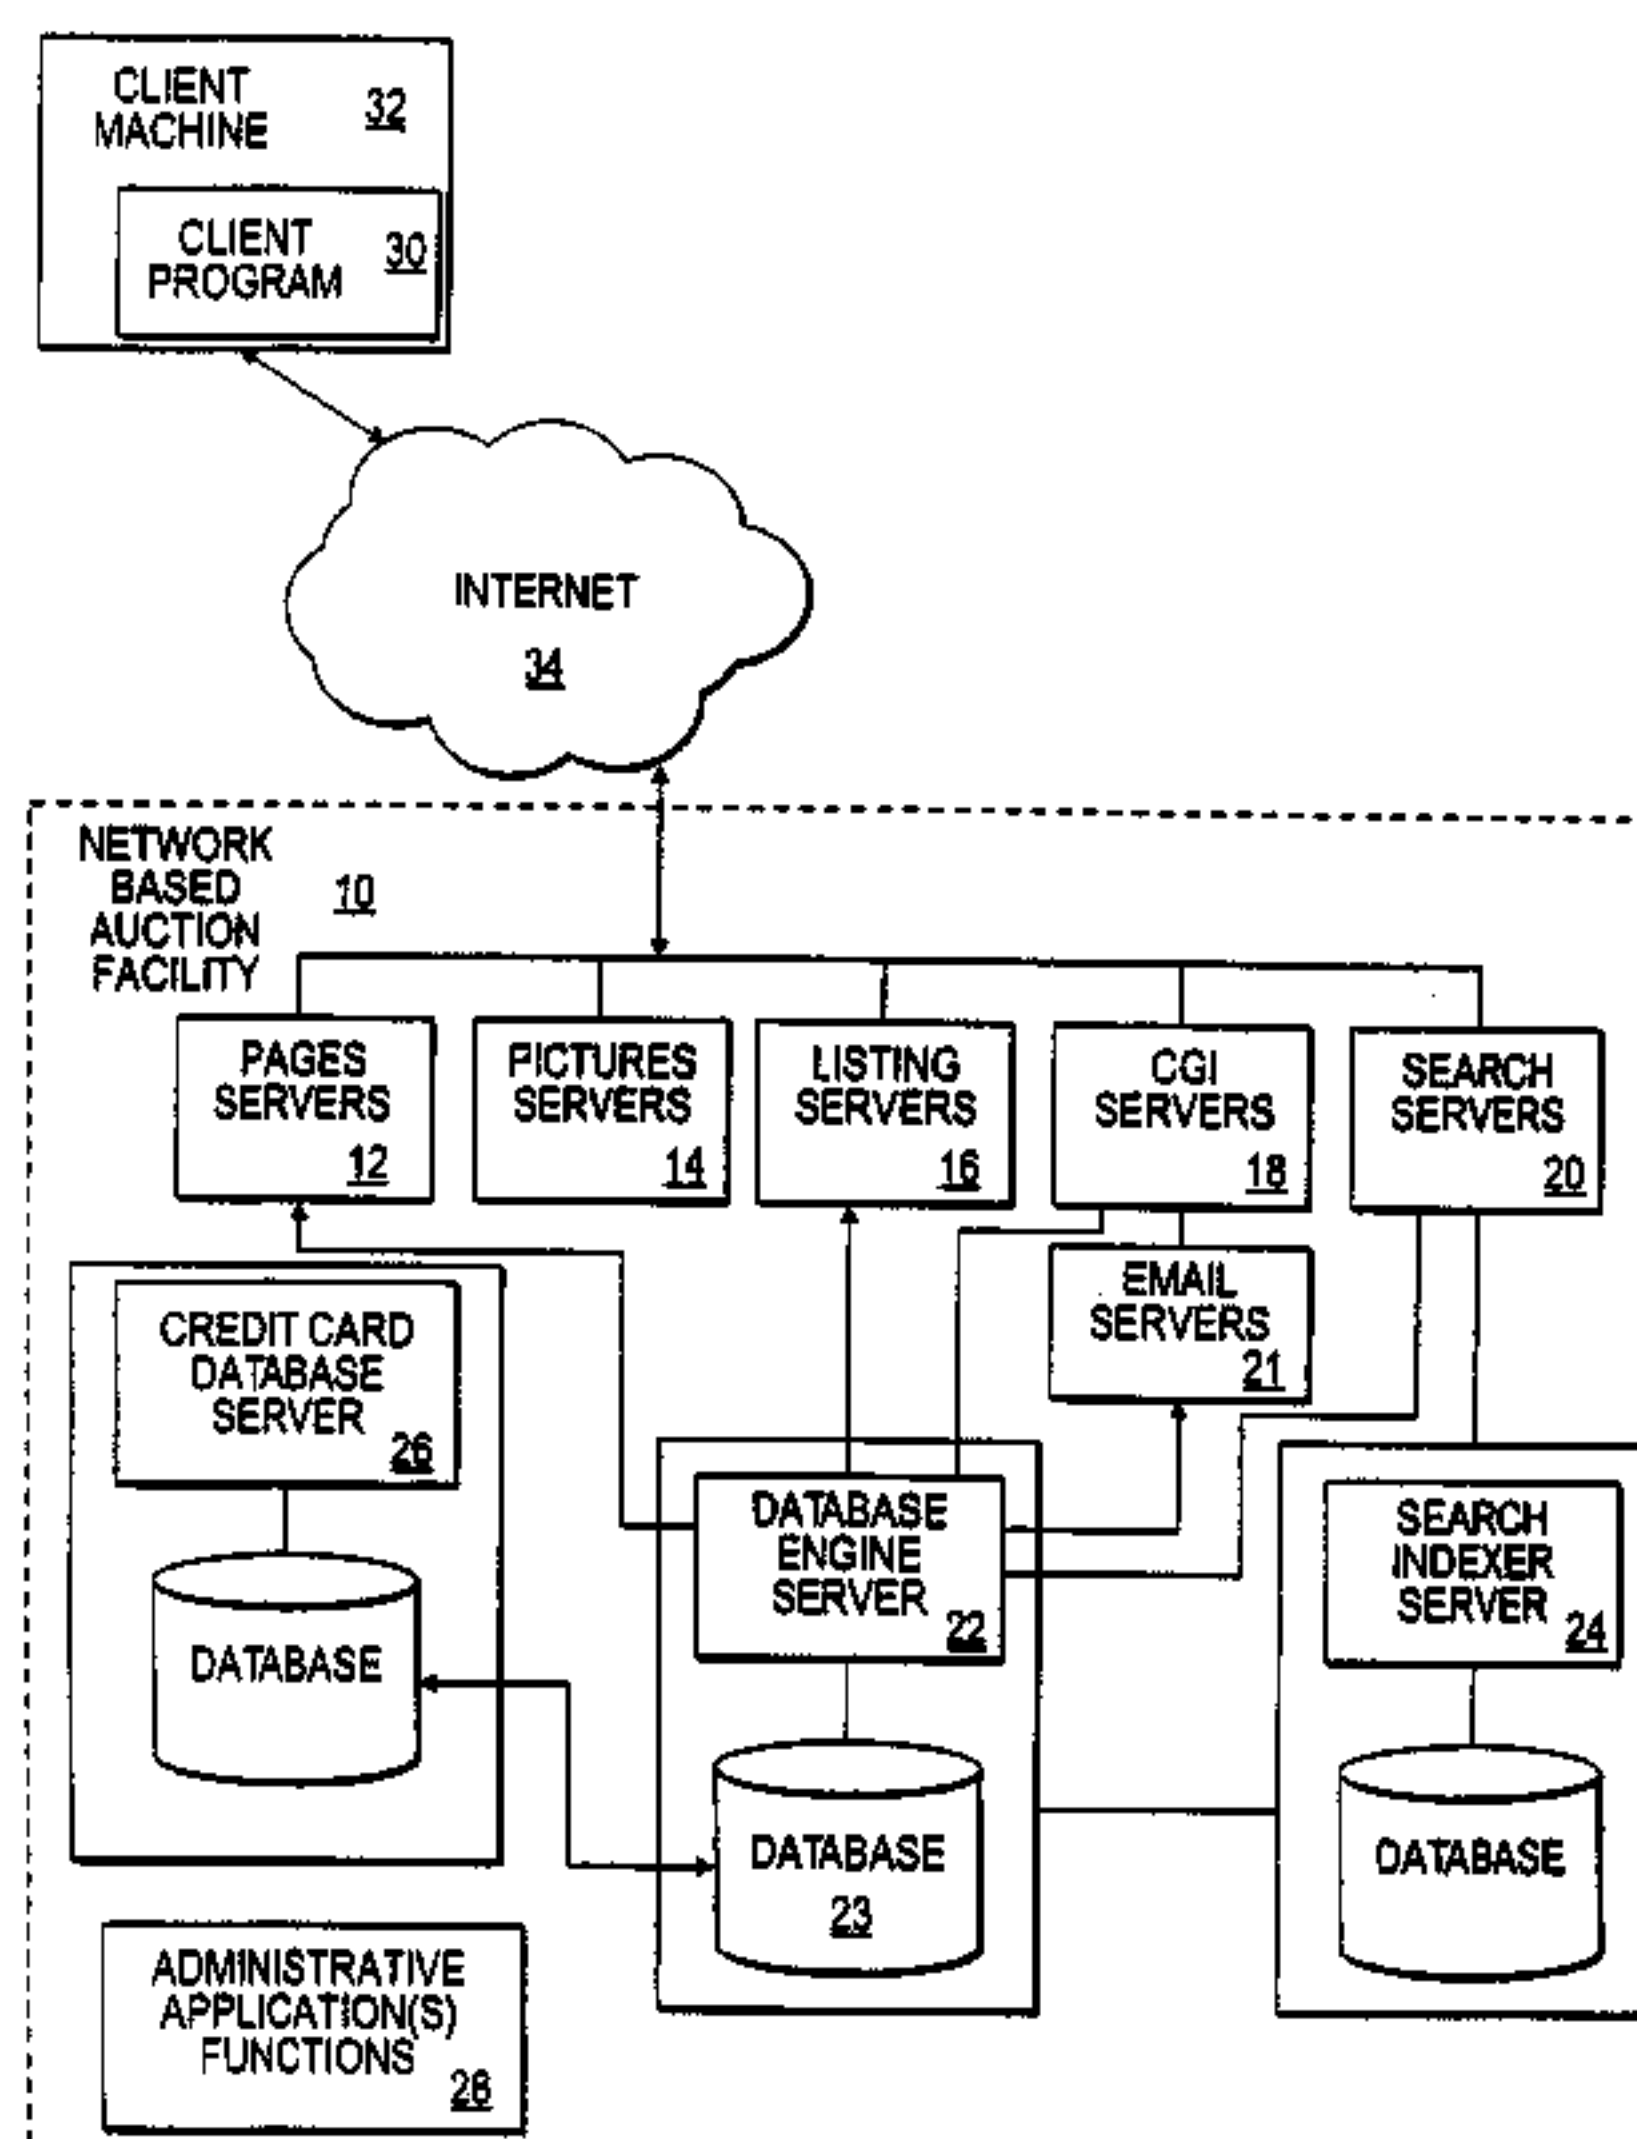 CLIENT
MACHINE
32
CLIENT
PROGRAM
30
INTERNET
34
NETWORK
BASED
AUCTION
FACILITY
10
PAGES
SERVERS
12
PICTURES
SERVERS
14
LISTING
SERVERS
16
CGI
SERVERS
18
SEARCH
SERVERS
20
EMAIL
SERVERS
21
CREDIT CARD
DATABASE
SERVER
26
DATABASE
ENGINE
SERVER
22
SEARCH
INDEXER
SERVER
24
DATABASE
DATABASE
23
DATABASE
ADMINISTRATIVE
APPLICATION(S)
FUNCTIONS
28